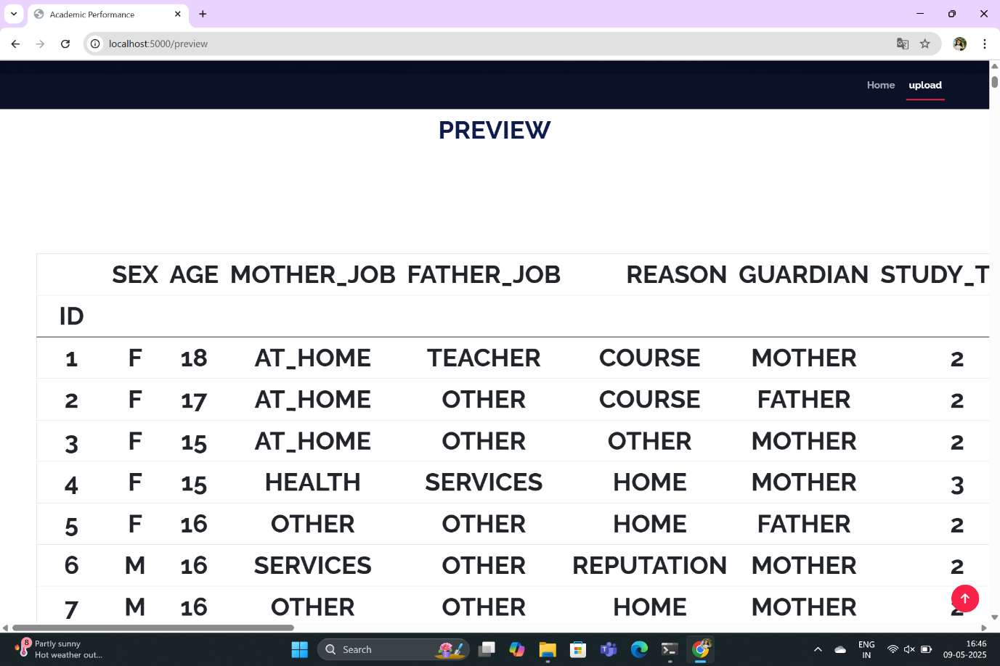 Academic Performance
localhost:5000/preview
Home upload
PREVIEW
SEX AGE MOTHER_JOB FATHER_JOB REASON GUARDIAN STUDY_T
ID
1 F 18 AT_HOME TEACHER COURSE MOTHER 2
2 F 17 AT_HOME OTHER COURSE FATHER 2
3 F 15 AT_HOME OTHER OTHER MOTHER 2
4 F 15 HEALTH SERVICES HOME MOTHER 3
5 F 16 OTHER OTHER HOME FATHER 2
6 M 16 SERVICES OTHER REPUTATION MOTHER 2
7 M 16 OTHER OTHER HOME MOTHER
8
Partly sunny
Hot weather out...
Search
ENG
IN
16:46
09-05-2025